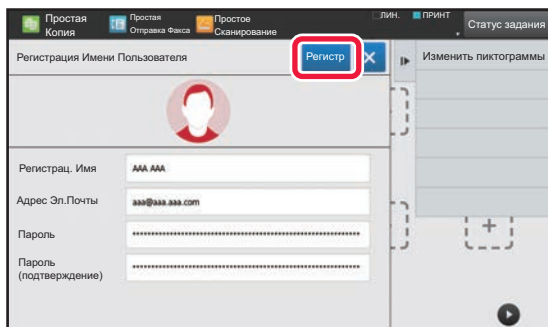 Простая Копия
Простая Отправка Факса
Простое Сканирование
ЛИН.
ПРИНТ
Статус задания
Регистрация Имени Пользователя
Регистр
Изменить пиктограммы
Регистрац. Имя
AAA AAA
Адрес Эл.Почты
aaa@aaa.aaa.com
Пароль
Пароль
(подтверждение)